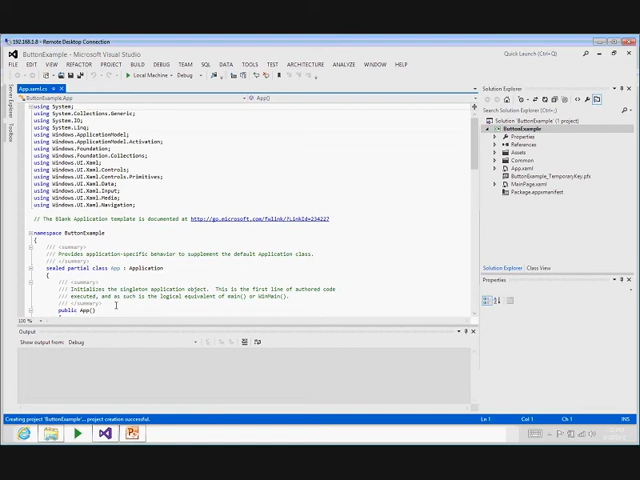 192.168.1.8 - Remote Desktop Connection
ButtonExample - Microsoft Visual Studio
Quick Launch (Ctrl+Q)
FILE EDIT VIEW REFACTOR PROJECT BUILD DEBUG TEAM SQL DATA TOOLS TEST ARCHITECTURE ANALYZE WINDOW HELP
Local Machine Debug
App.xaml.cs
ButtonExample.App
App()
Server Explorer
Toolbox
using System;
using System.Collections.Generic;
using System.IO;
using System.Linq;
using Windows.ApplicationModel;
using Windows.ApplicationModel.Activation;
using Windows.Foundation;
using Windows.Foundation.Collections;
using Windows.UI.Xaml;
using Windows.UI.Xaml.Controls;
using Windows.UI.Xaml.Controls.Primitives;
using Windows.UI.Xaml.Data;
using Windows.UI.Xaml.Input;
using Windows.UI.Xaml.Media;
using Windows.UI.Xaml.Navigation;
// The Blank Application template is documented at http://go.microsoft.com/fwlink/?LinkId=234227
namespace ButtonExample
{
/// <summary>
/// Provides application-specific behavior to supplement the default Application class.
/// </summary>
sealed partial class App : Application
{
/// <summary>
/// Initializes the singleton application object.  This is the first line of authored code
/// executed, and as such is the logical equivalent of main() or WinMain().
/// </summary>
public App()
100 %
Output
Show output from:
Solution Explorer
Search Solution Explorer (Ctrl+;)
Solution 'ButtonExample' (1 project)
ButtonExample
Properties
References
Assets
Common
App.xaml
ButtonExample_TemporaryKey.pfx
MainPage.xaml
Package.appxmanifest
Solution Explorer Class View
Properties
Creating project 'ButtonExample'... project creation successful.
Ln 1 Col 1 Ch 1 INS